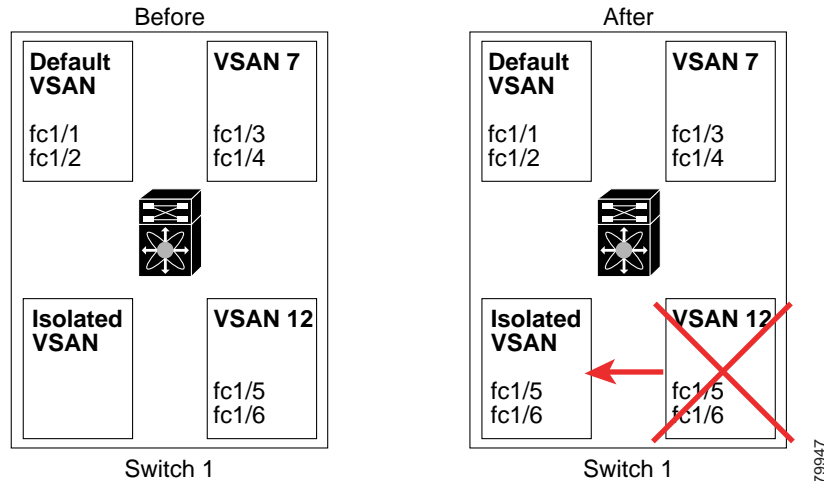 Before
Default
VSAN
fc1/1
fc1/2
VSAN 7
fc1/3
fc1/4
Isolated
VSAN
VSAN 12
fc1/5
fc1/6
Switch 1
After
Default
VSAN
fc1/1
fc1/2
VSAN 7
fc1/3
fc1/4
Isolated
VSAN
fc1/5
fc1/6
VSAN 12
fc1/5
fc1/6
Switch 1
79947